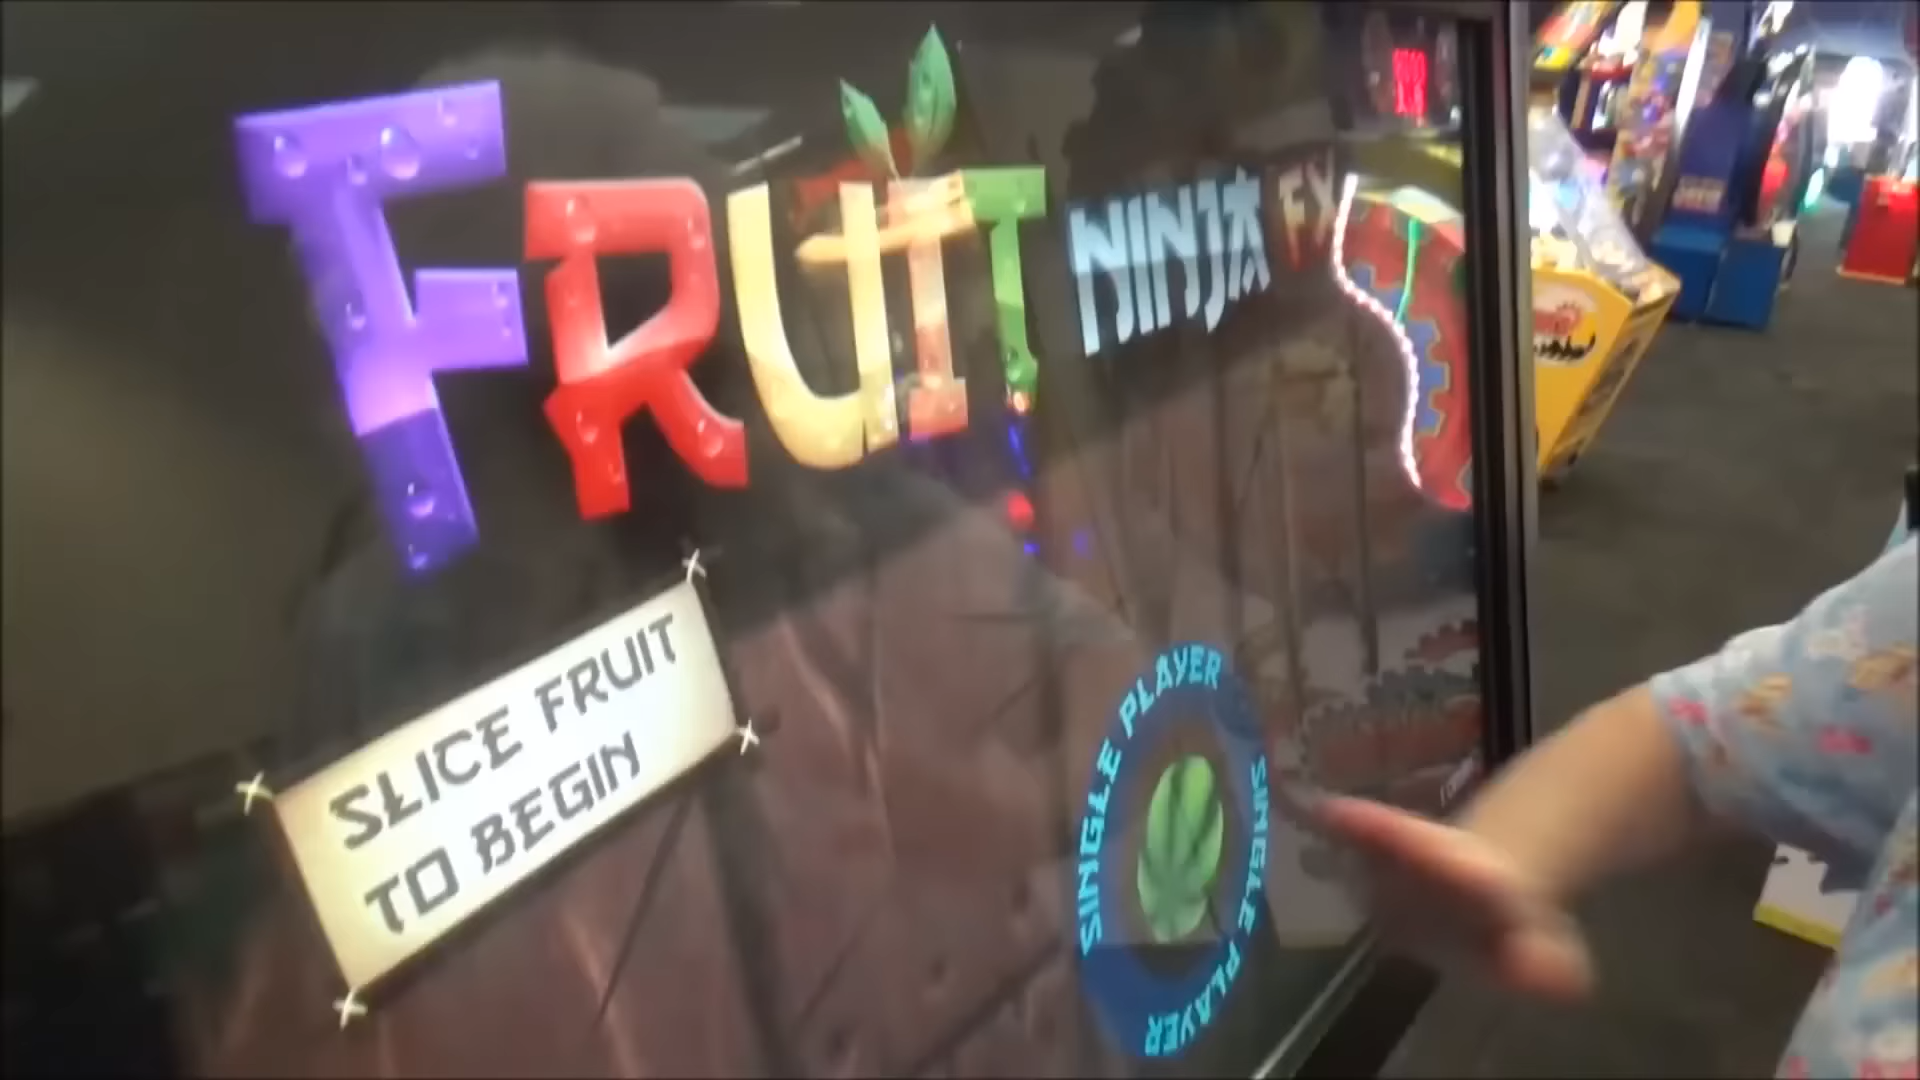 FRUIT NINJA FX
SLICE FRUIT
TO BEGIN
SINGLE PLAYER
SINGLE PLAYER